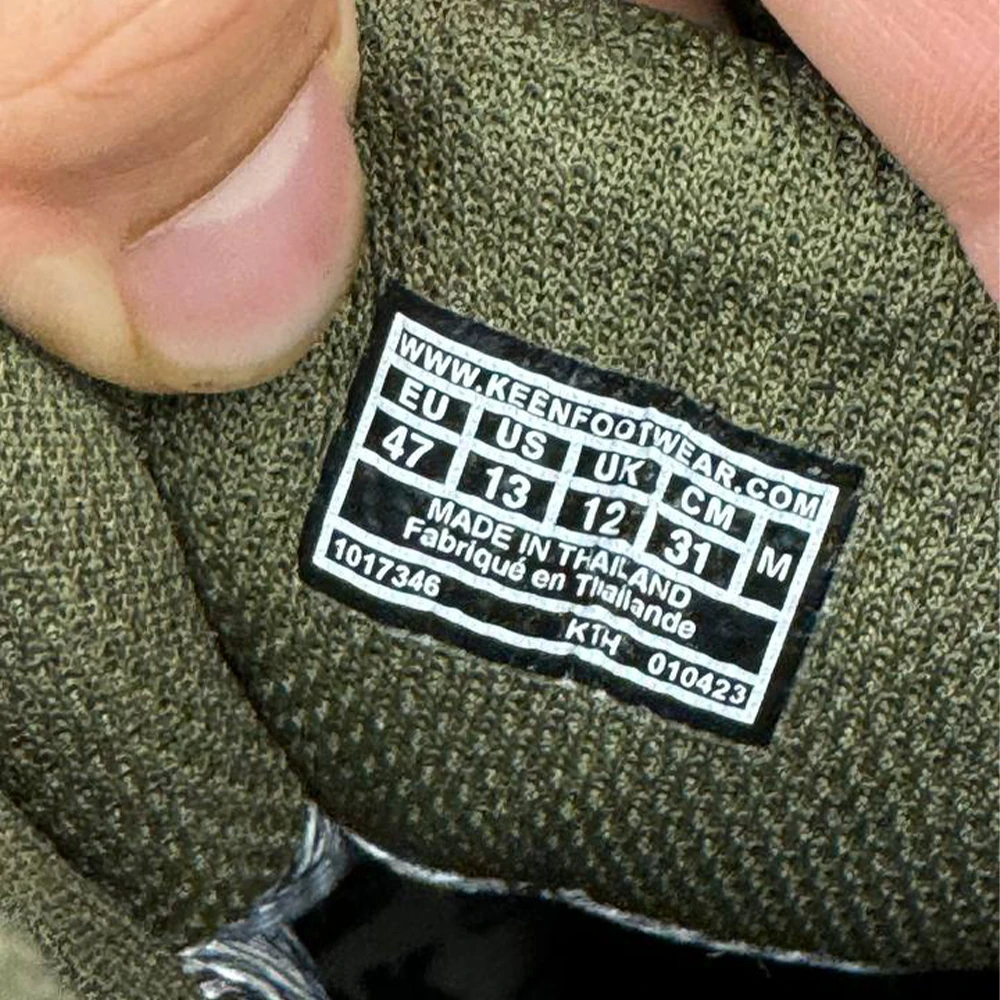 WWW.KEENFOOTWEAR.COM
EU US UK CM M
47 13 12 31
MADE IN THAILAND
Fabriqué en Thaïlande
1017346 KTH 010423